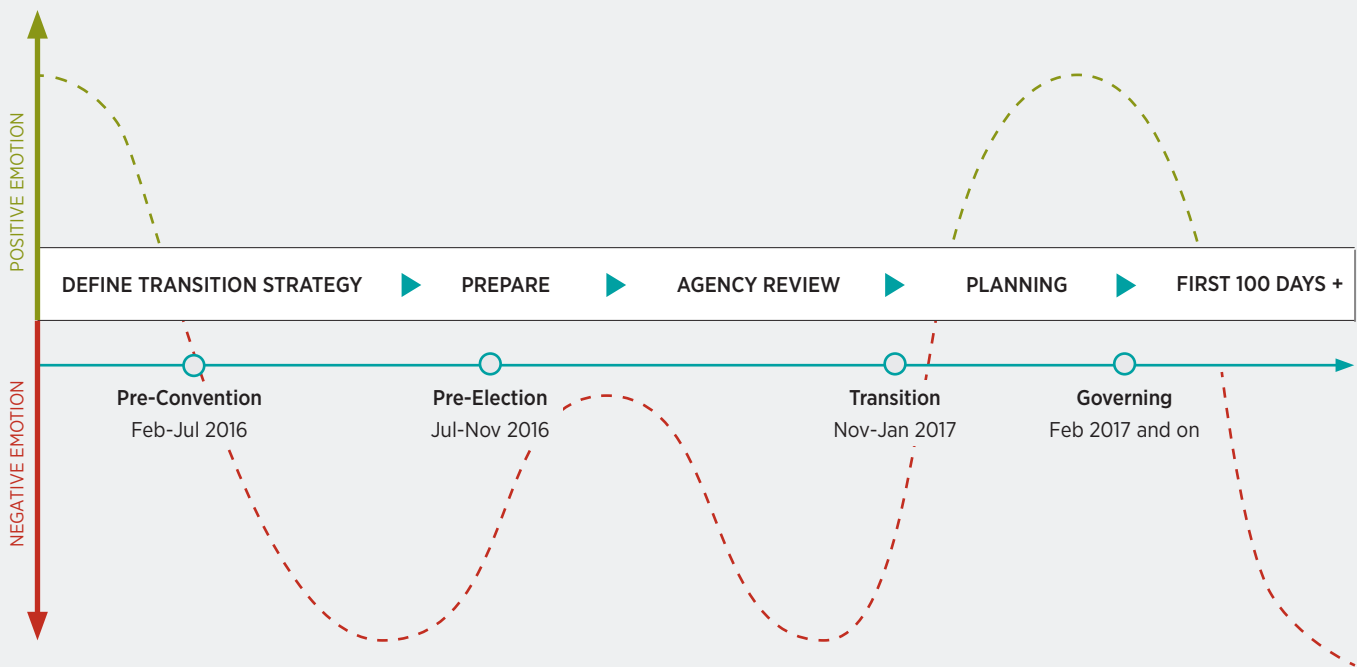 POSITIVE EMOTION
NEGATIVE EMOTION
DEFINE TRANSITION STRATEGY
PREPARE
AGENCY REVIEW
PLANNING
FIRST 100 DAYS +
Pre-Convention
Feb-Jul 2016
Pre-Election
Jul-Nov 2016
Transition
Nov-Jan 2017
Governing
Feb 2017 and on